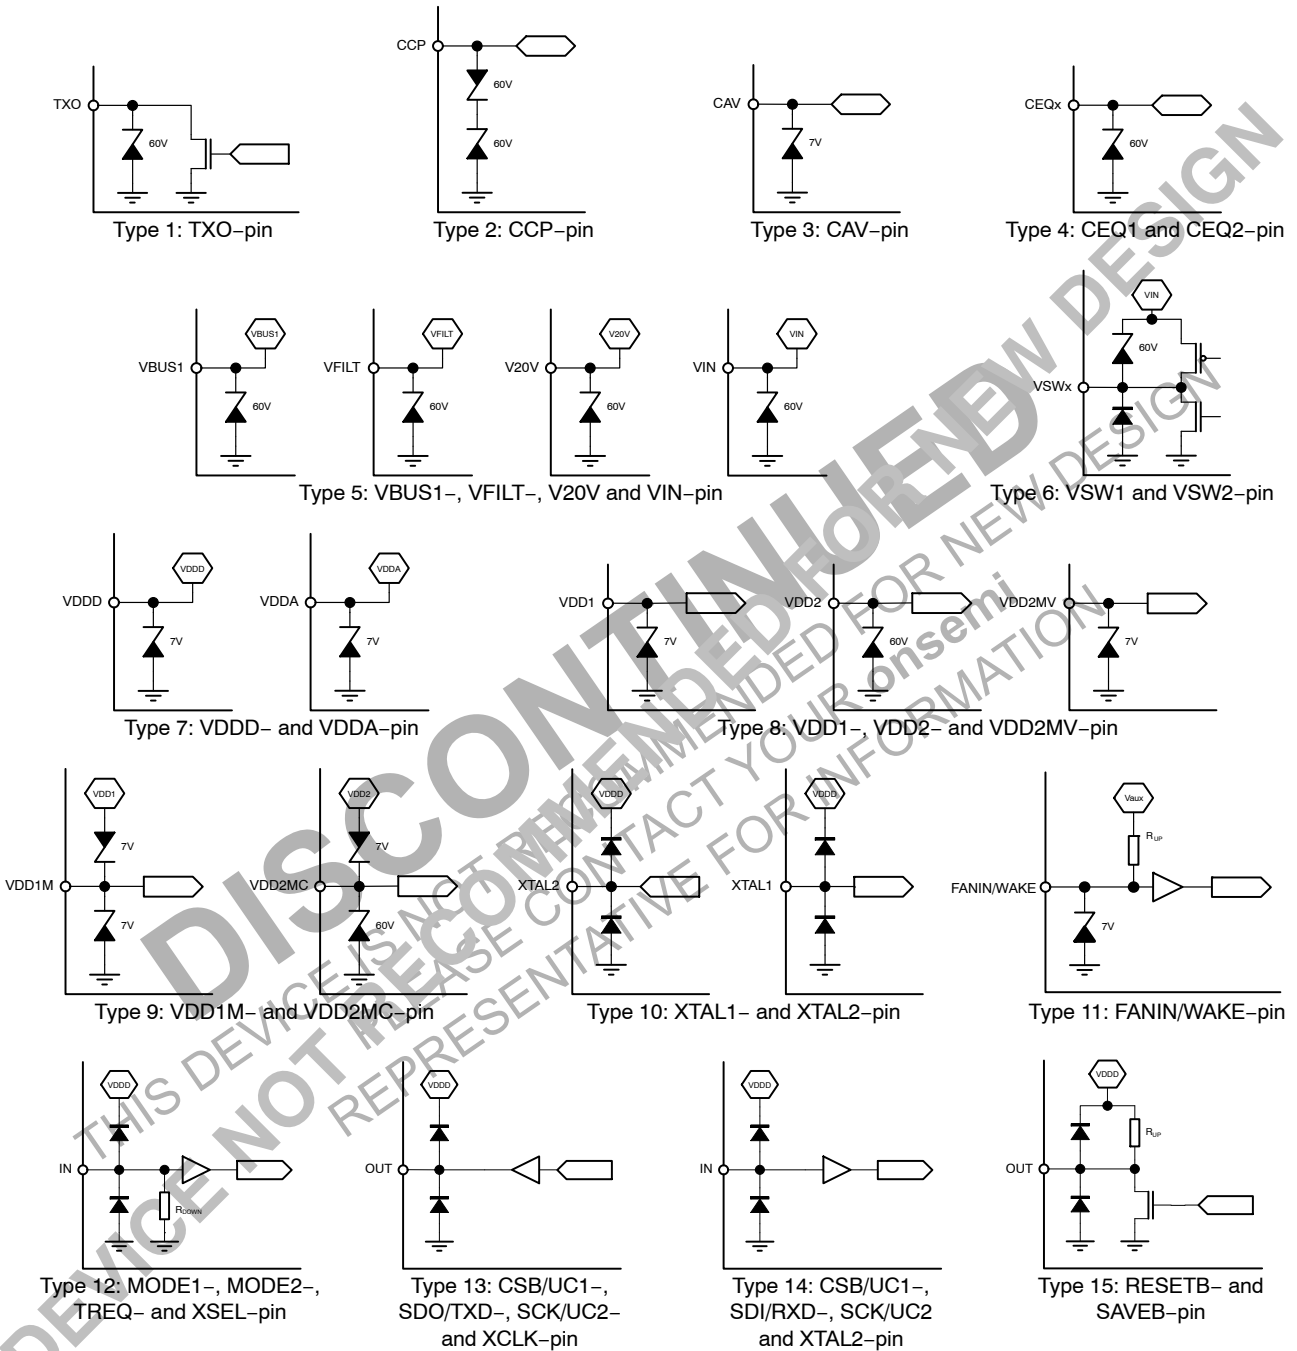 CCP
60V
60V
Type 2: CCP−pin
TXO
60V
Type 1: TXO−pin
CAV
7V
Type 3: CAV−pin
CEQx
60V
Type 4: CEQ1 and CEQ2−pin
VBUS1
VBUS1
60V
VFILT
VFILT
60V
V20V
V20V
60V
VIN
VIN
60V
Type 5: VBUS1−, VFILT−, V20V and VIN−pin
VIN
60V
VSWx
Type 6: VSW1 and VSW2−pin
VDDD
VDDD
7V
VDDA
VDDA
7V
Type 7: VDDD− and VDDA−pin
VDD1
7V
VDD2
60V
VDD2MV
7V
Type 8: VDD1−, VDD2− and VDD2MV−pin
VDD1
7V
VDD1M
7V
VDD2
7V
VDD2MC
60V
Type 9: VDD1M− and VDD2MC−pin
VDDD
XTAL2
VDDD
XTAL1
Type 10: XTAL1− and XTAL2−pin
Vaux
RUP
FANIN/WAKE
7V
Type 11: FANIN/WAKE−pin
VDDD
IN
RDOWN
Type 12: MODE1−, MODE2−,
TREQ− and XSEL−pin
VDDD
OUT
Type 13: CSB/UC1−,
SDO/TXD−, SCK/UC2−
and XCLK−pin
VDDD
IN
Type 14: CSB/UC1−,
SDI/RXD−, SCK/UC2
and XTAL2−pin
VDDD
RUP
OUT
Type 15: RESETB− and
SAVEB−pin
DISCONTINUED
THIS DEVICE IS NOT RECOMMENDED FOR NEW DESIGN
DEVICE NOT RECOMMENDED FOR NEW DESIGN
PLEASE CONTACT YOUR onsemi
REPRESENTATIVE FOR INFORMATION